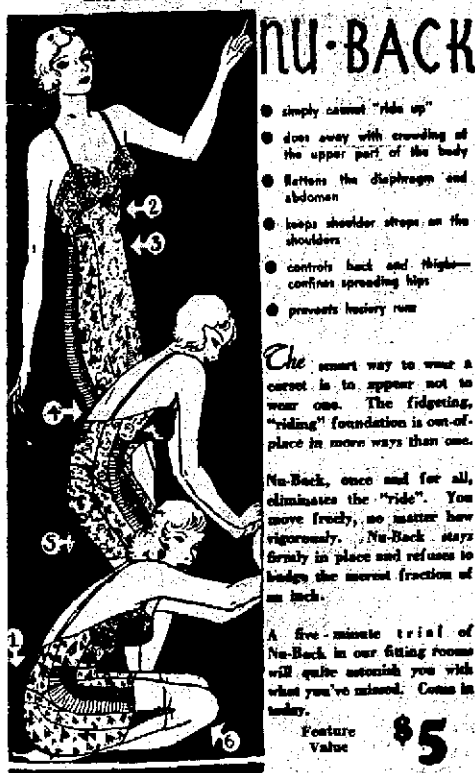 NU·BACK
simply cannot "ride up"
does away with crowding at
the upper part of the body
flattens the diaphragm and
abdomen
keeps shoulder straps on the
shoulders
controls back and thighs—
confines spreading hips
prevents hosiery runs
The smart way to wear a
corset is to appear not to
wear one. The fidgeting,
"riding" foundation is out-of-
place in more ways than one.
Nu-Back, once and for all,
eliminates the "ride". You
move freely, no matter how
vigorously. Nu-Back stays
firmly in place and refuses to
budge the merest fraction of
an inch.
A five-minute trial of
Nu-Back in our fitting rooms
will quite astonish you with
what you've missed. Come in
today.
Feature
Value $5
2
3
4
5
1
6